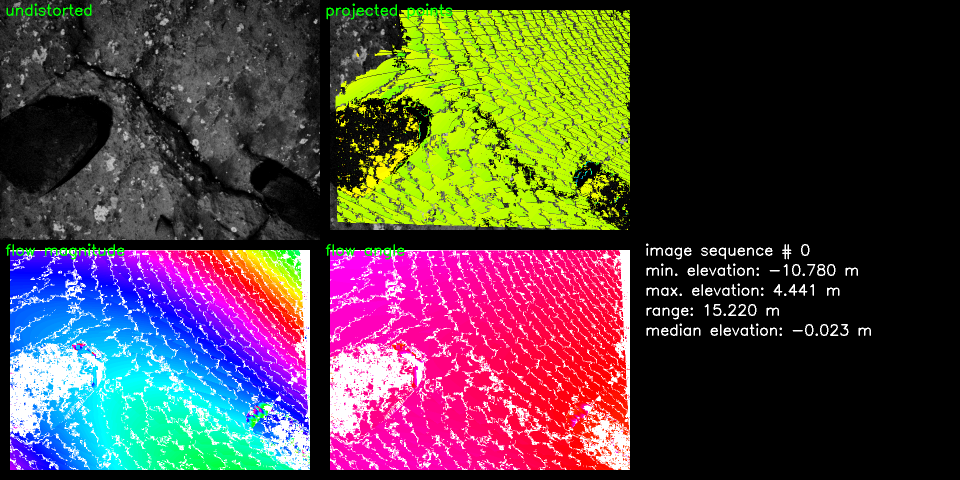 undistorted
projected points
flow magnitude
flow angle
image sequence # 0
min. elevation: −10.780 m
max. elevation: 4.441 m
range: 15.220 m
median elevation: −0.023 m